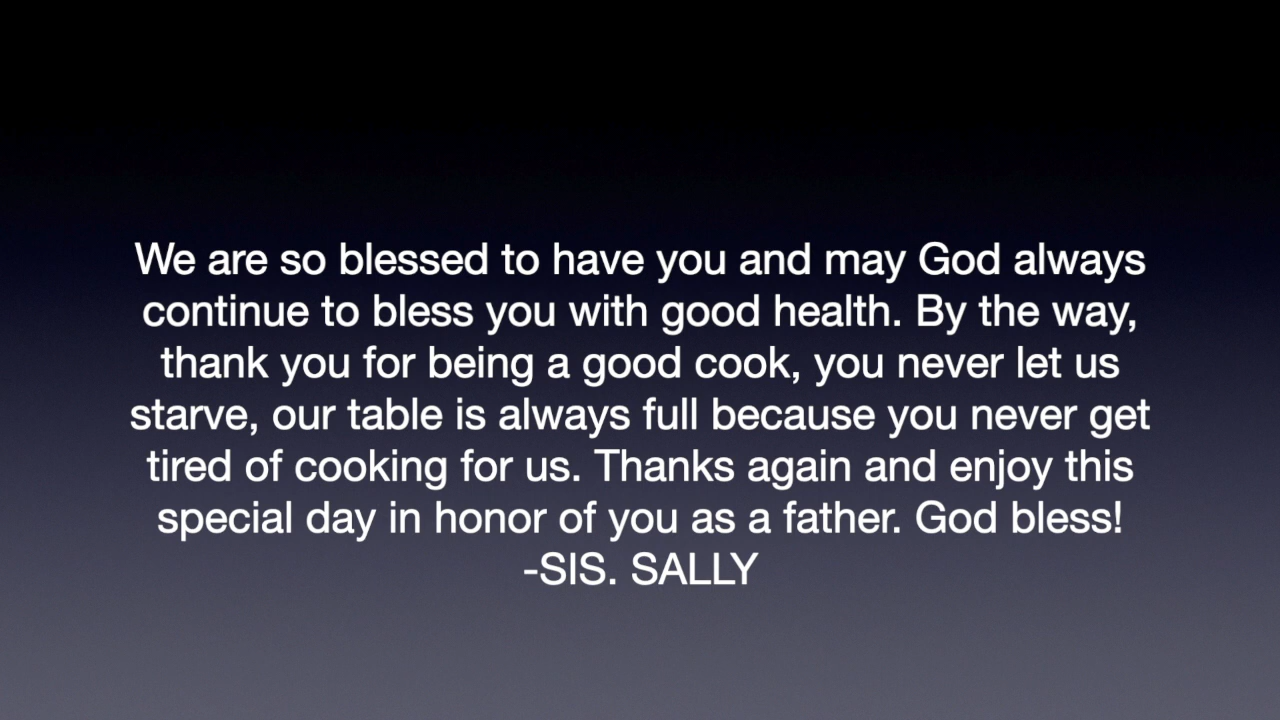 We are so blessed to have you and may God always
continue to bless you with good health. By the way,
thank you for being a good cook, you never let us
starve, our table is always full because you never get
tired of cooking for us. Thanks again and enjoy this
special day in honor of you as a father. God bless!
-SIS. SALLY